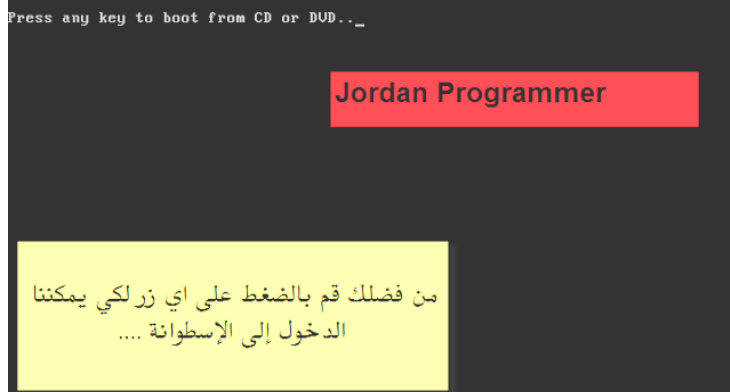 Press any key to boot from CD or DVD.._
Jordan Programmer
من فضلك قم بالضغط على اي زر لكي يمكننا
الدخول إلى الإسطوانة ....